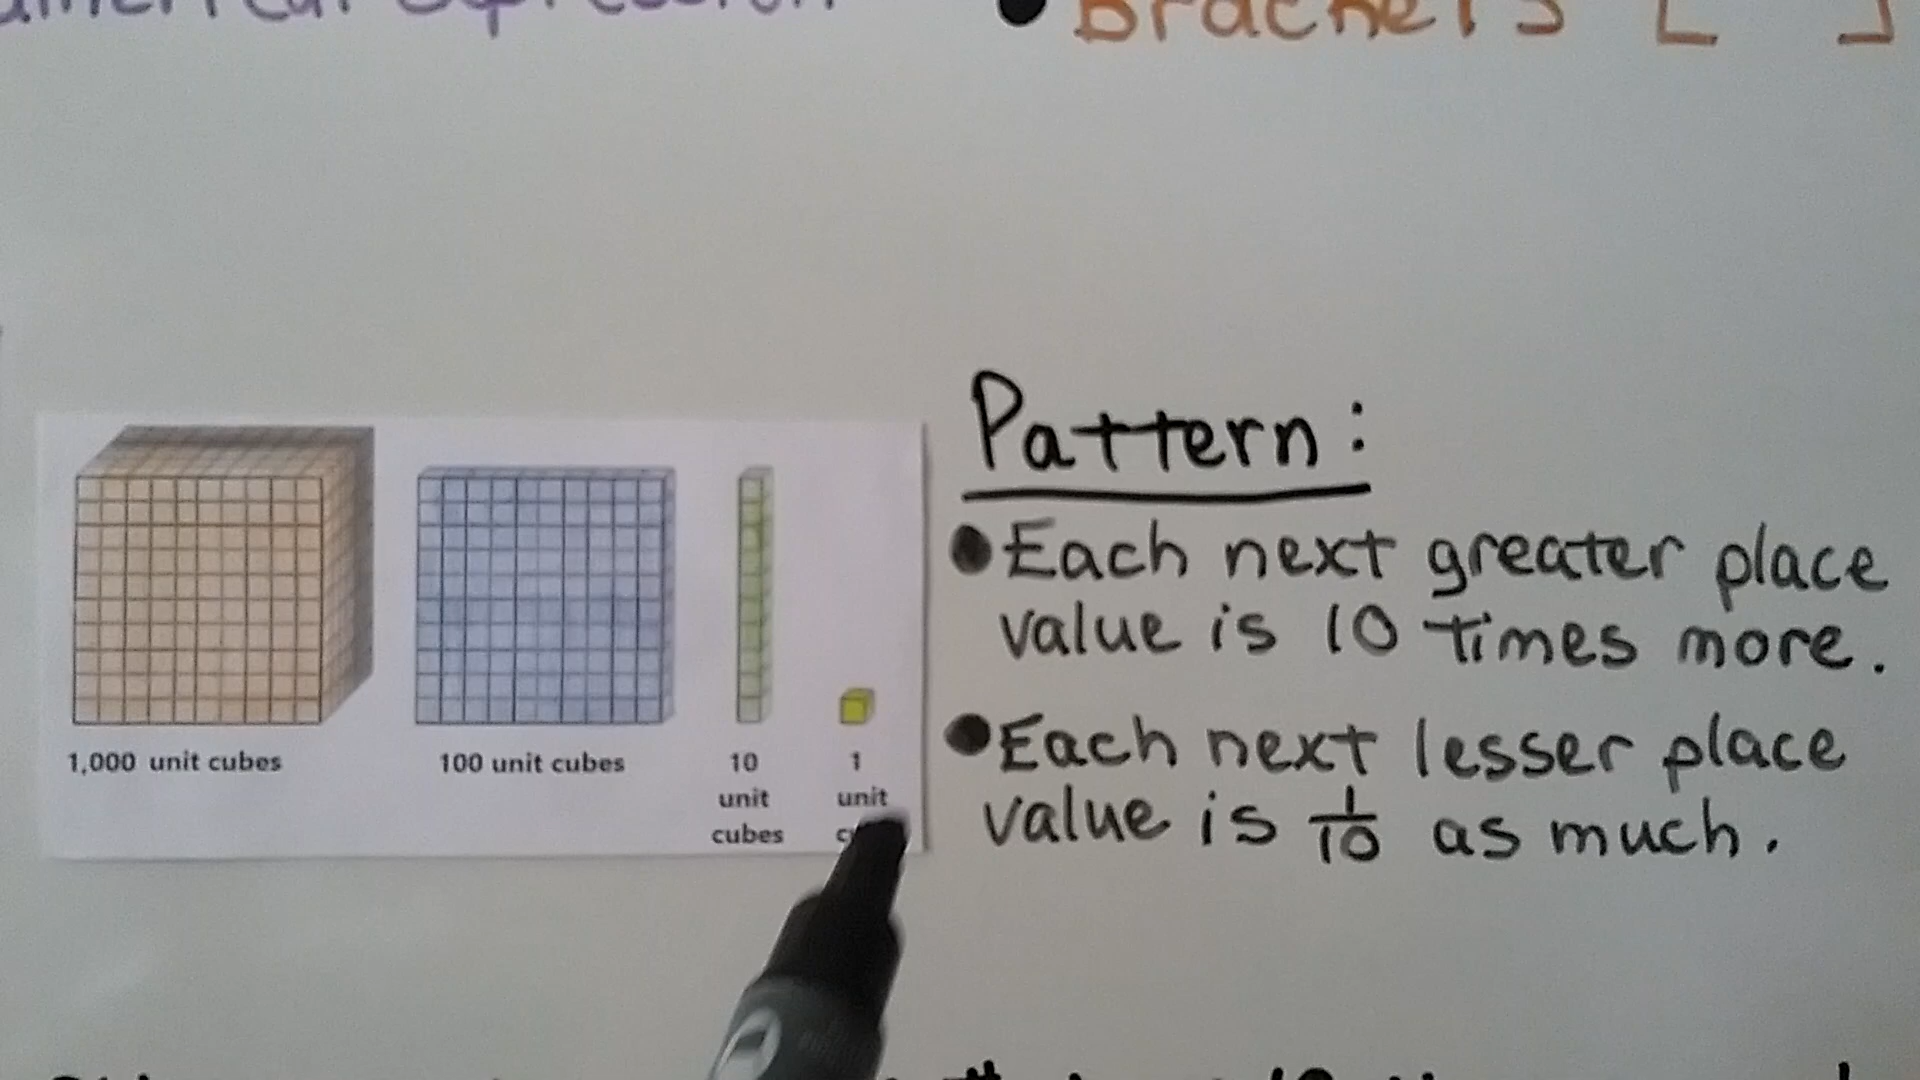 Brackets [ ]
Pattern:
• Each next greater place
value is 10 times more.
• Each next lesser place
value is 1/10 as much.
1,000 unit cubes
100 unit cubes
10
unit
cubes
1
unit